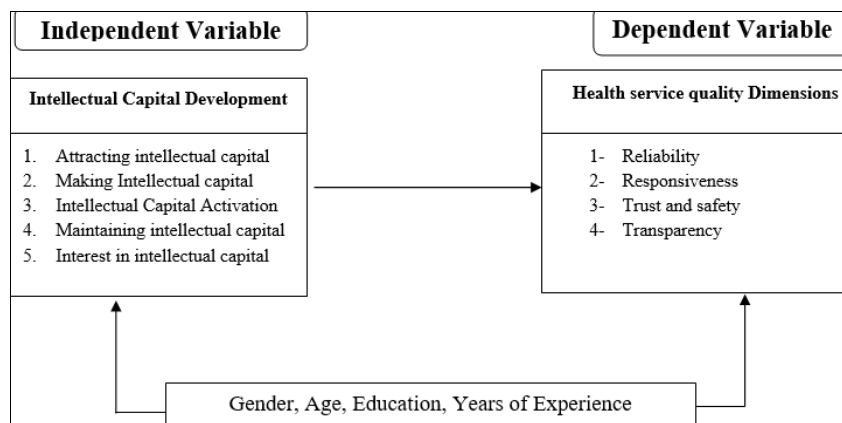 Independent Variable
Dependent Variable
Intellectual Capital Development
1. Attracting intellectual capital
2. Making Intellectual capital
3. Intellectual Capital Activation
4. Maintaining intellectual capital
5. Interest in intellectual capital
Health service quality Dimensions
1- Reliability
2- Responsiveness
3- Trust and safety
4- Transparency
Gender, Age, Education, Years of Experience